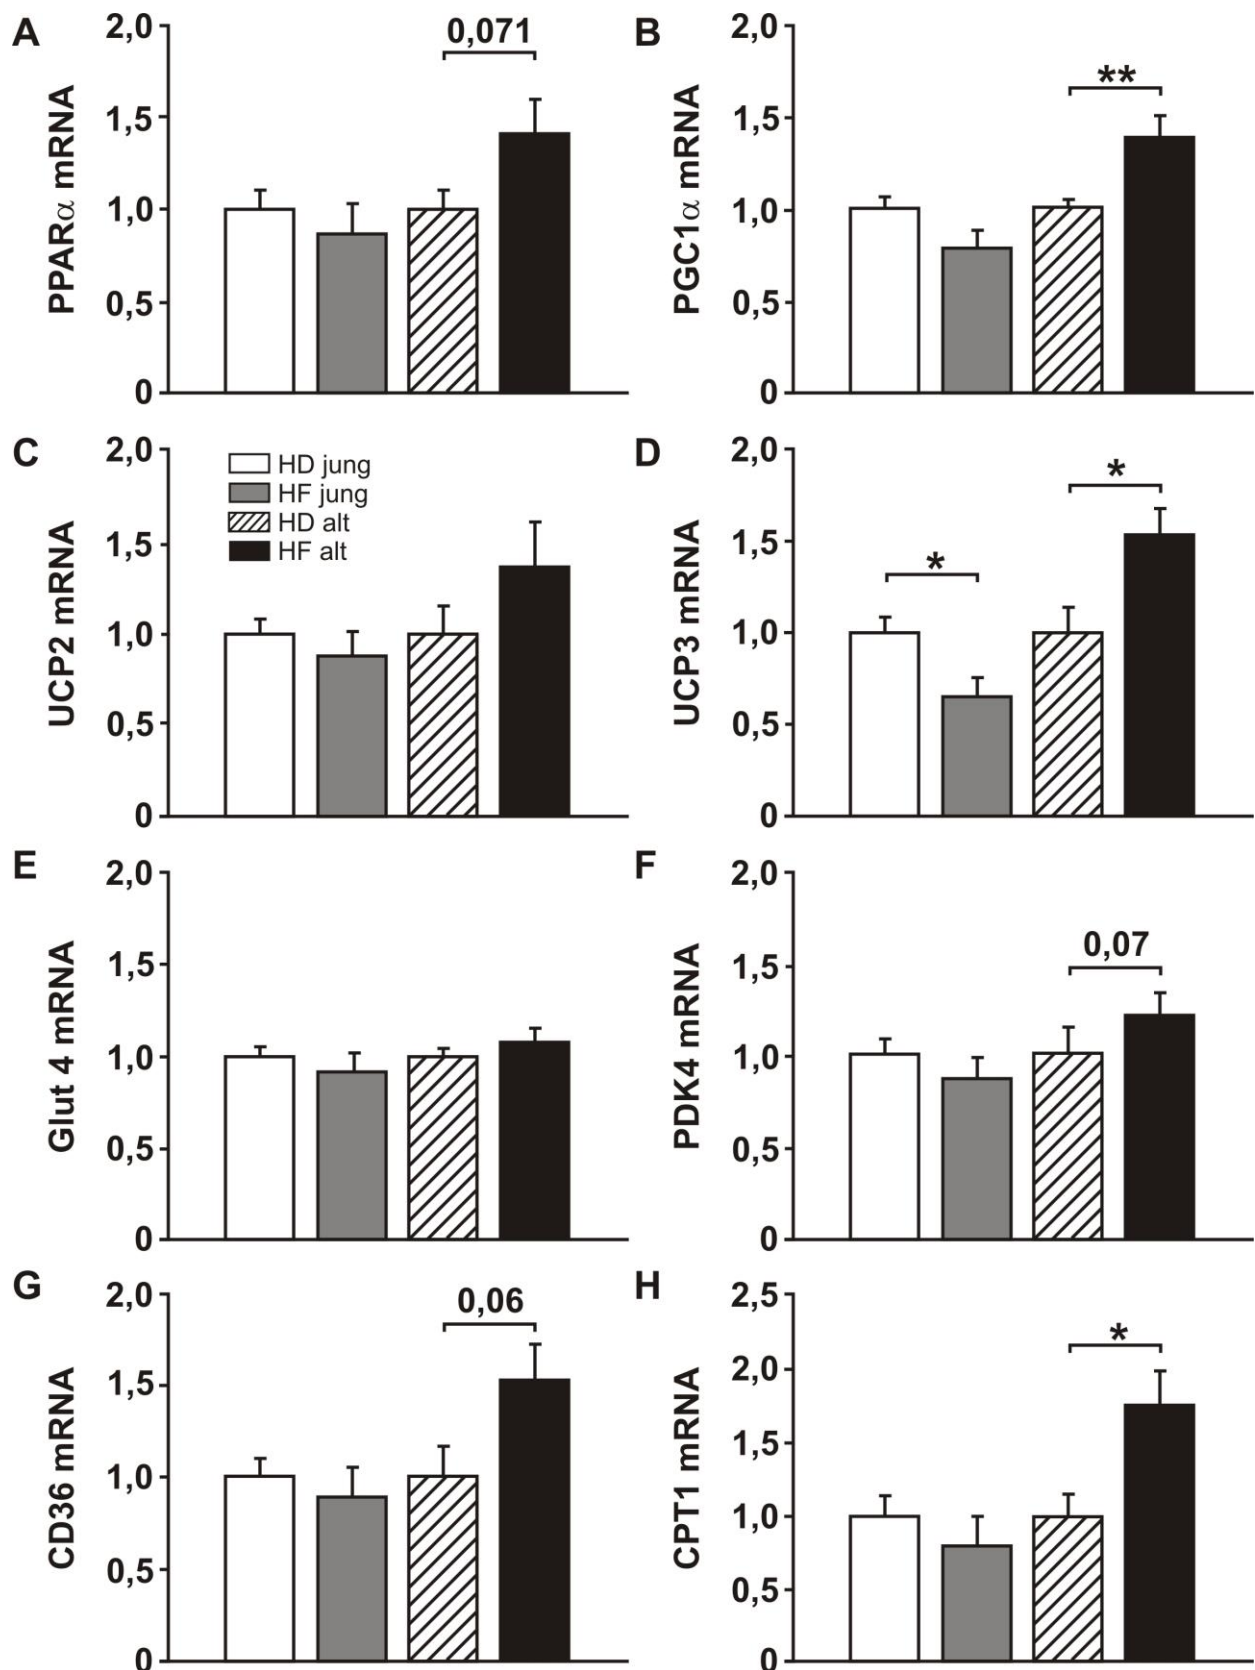 A
PPARα mRNA
2,0
1,5
1,0
0,5
0
0,071
B
PGC1α mRNA
2,0
1,5
1,0
0,5
0
**
C
UCP2 mRNA
2,0
1,5
1,0
0,5
0
HD jung
HF jung
HD alt
HF alt
D
UCP3 mRNA
2,0
1,5
1,0
0,5
0
*
*
E
Glut 4 mRNA
2,0
1,5
1,0
0,5
0
F
PDK4 mRNA
2,0
1,5
1,0
0,5
0
0,07
G
CD36 mRNA
2,0
1,5
1,0
0,5
0
0,06
H
CPT1 mRNA
2,5
2,0
1,5
1,0
0,5
0
*